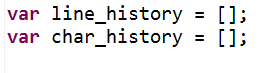 var line_history = [];
var char_history = [];